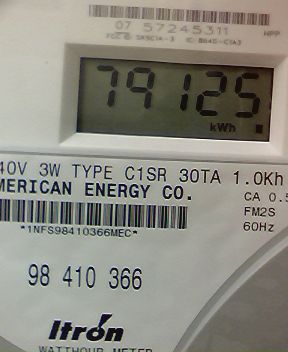 07 57245311
79125
kWh
40V 3W TYPE C1SR 30TA 1.0Kh
MERICAN ENERGY CO.
CA 0.5
FM2S
60Hz
*1NFS98410366MEC*
98 410 366
Itron
WATTHOUR METER